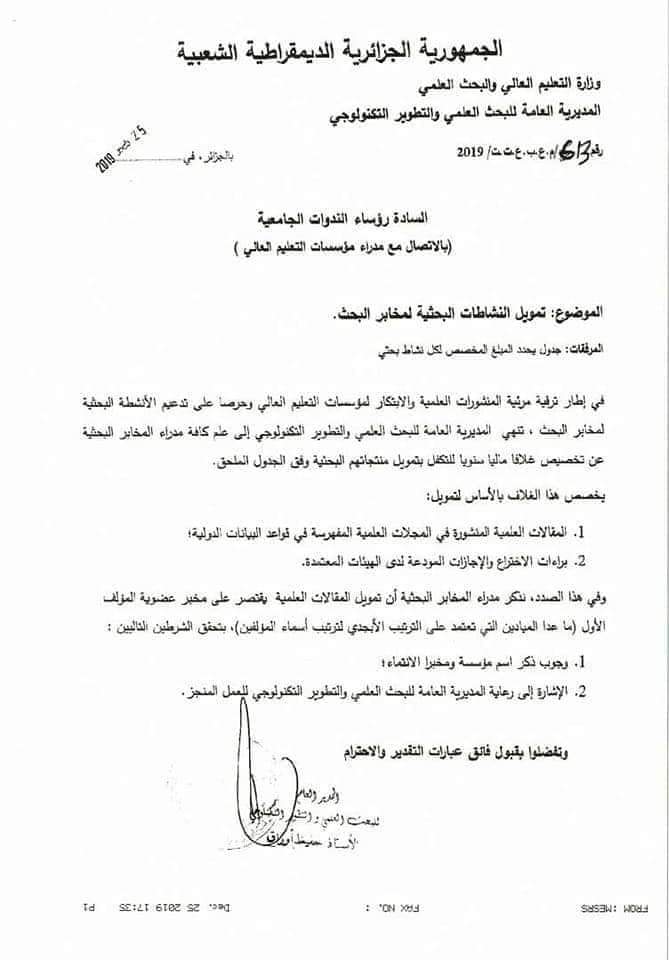 الجمهورية الجزائرية الديمقراطية الشعبية
وزارة التعليم العالي والبحث العلمي
المديرية العامة للبحث العلمي والتطوير التكنولوجي
رقم 613/م.ع.ب.ع.ت.ت/ 2019
بالجزائر، في ........ 25 2019
السادة رؤساء الندوات الجامعية
(بالاتصال مع مدراء مؤسسات التعليم العالي )
الموضوع: تمويل النشاطات البحثية لمخابر البحث.
المرفقات: جدول يحدد المبلغ المخصص لكل نشاط بحثي
في إطار ترقية مرئية المنشورات العلمية والابتكار لمؤسسات التعليم العالي وحرصا على تدعيم الأنشطة البحثية
لمخابر البحث ، تنهي المديرية العامة للبحث العلمي والتطوير التكنولوجي إلى علم كافة مدراء المخابر البحثية
عن تخصيص غلافا ماليا سنويا للتكفل بتمويل منتجاتهم البحثية وفق الجدول الملحق.
يخصص هذا الغلاف بالأساس لتمويل:
1. المقالات العلمية المنشورة في المجلات العلمية المفهرسة في قواعد البيانات الدولية؛
2. براءات الاختراع والإجازات المودعة لدى الهيئات المعتمدة.
وفي هذا الصدد، نذكر مدراء المخابر البحثية أن تمويل المقالات العلمية يقتصر على مخبر عضوية المؤلف
الأول (ما عدا الميادين التي تعتمد على الترتيب الأبجدي لترتيب أسماء المؤلفين)، بتحقق الشرطين التاليين :
1. وجوب ذكر اسم مؤسسة ومخبرا الانتماء؛
2. الإشارة إلى رعاية المديرية العامة للبحث العلمي والتطوير التكنولوجي للعمل المنجز.
وتفضلوا بقبول فائق عبارات التقدير والاحترام
المدير العام
للبحث العلمي والتطوير التكنولوجي
الأستاذ حفيظ أوراق
FROM :MESRS FAX NO. : Dec. 25 2019 17:35 P1